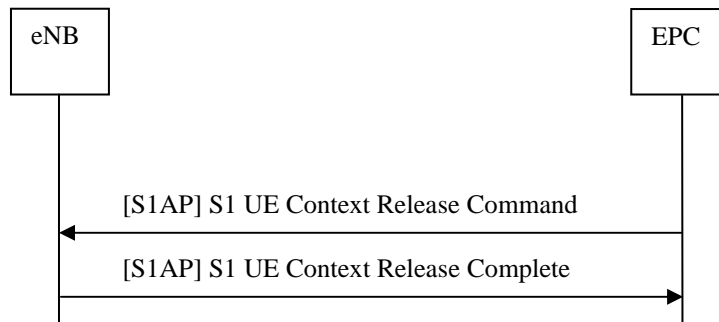 eNB
EPC
[S1AP] S1 UE Context Release Command
[S1AP] S1 UE Context Release Complete